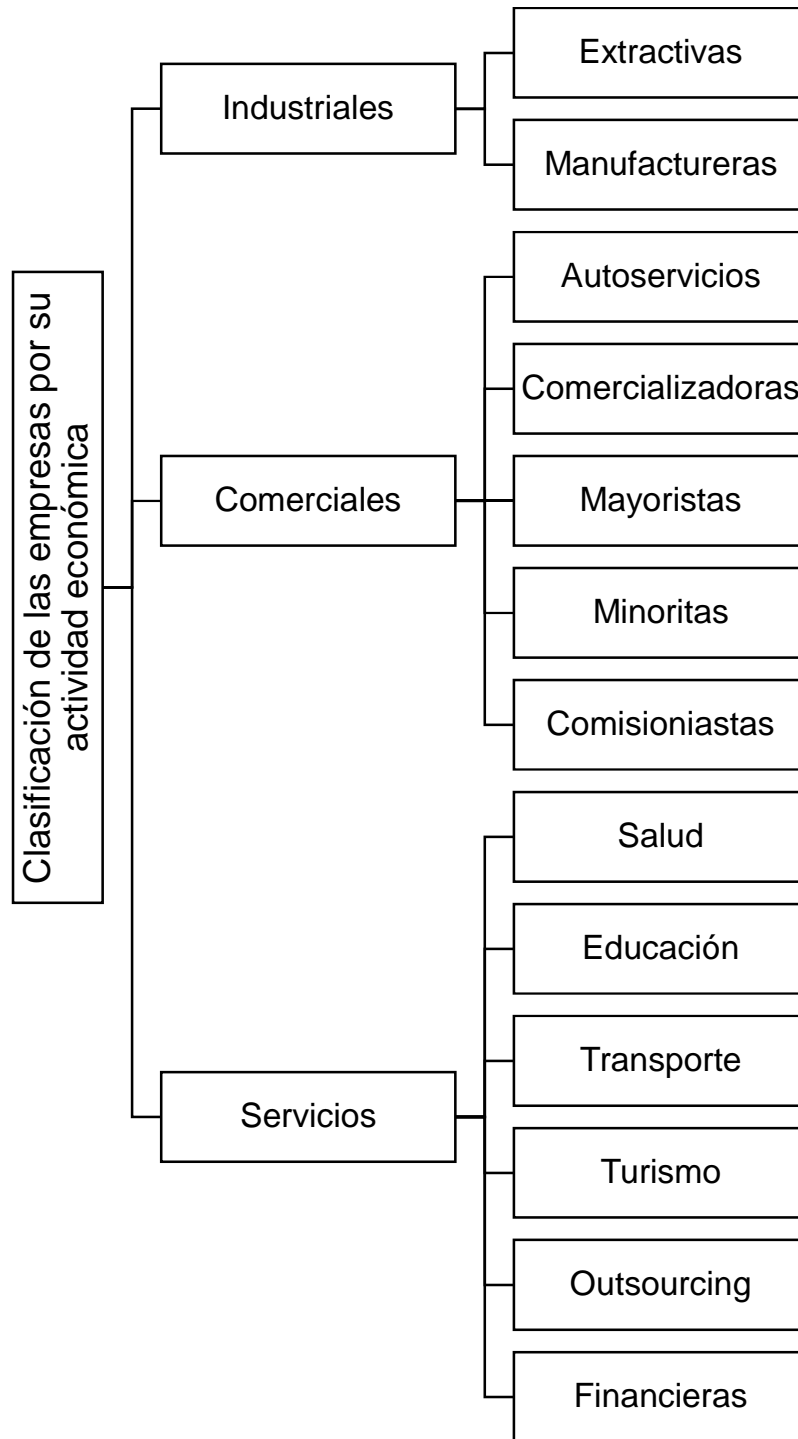 Clasificación de las empresas por su
actividad económica
Industriales
Extractivas
Manufactureras
Comerciales
Autoservicios
Comercializadoras
Mayoristas
Minoritas
Comisioniastas
Servicios
Salud
Educación
Transporte
Turismo
Outsourcing
Financieras